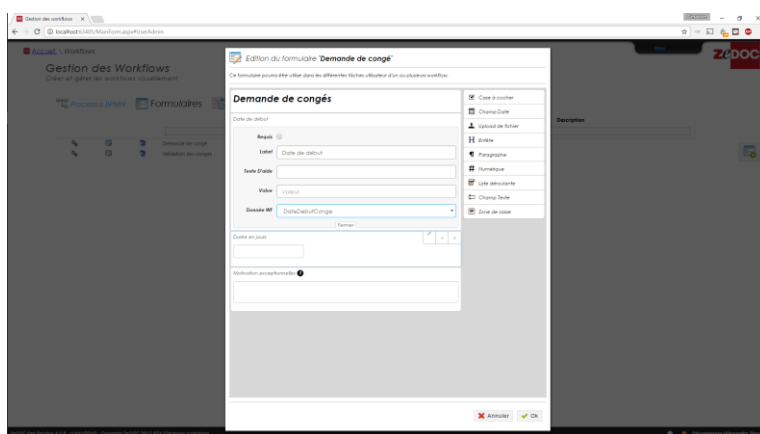 Gestion des workflows
localhost:63405/MainForm.aspx#UserAdmin
Accueil \ Workflows
ZeDOC
Gestion des Workflows
Créer et gérer les workflows visuellement
Processus BPMN
Formulaires
Description
Demande de congé
Validation des congés
Edition du formulaire "Demande de congé"
Ce formulaire pourra être utilisé dans les différentes tâches utilisateur d'un ou plusieurs workflows.
Demande de congés
Date de début
Requis
Label
Date de début
Texte D'aide
Value
Valeur
Donnée WF
DateDebutConge
Fermer
Durée en jours
Motivation exceptionnelles ?
Case à cocher
Champ Date
Upload de fichier
Entête
Paragraphe
Numérique
Liste déroulante
Champ Texte
Zone de saisie
Annuler
Ok